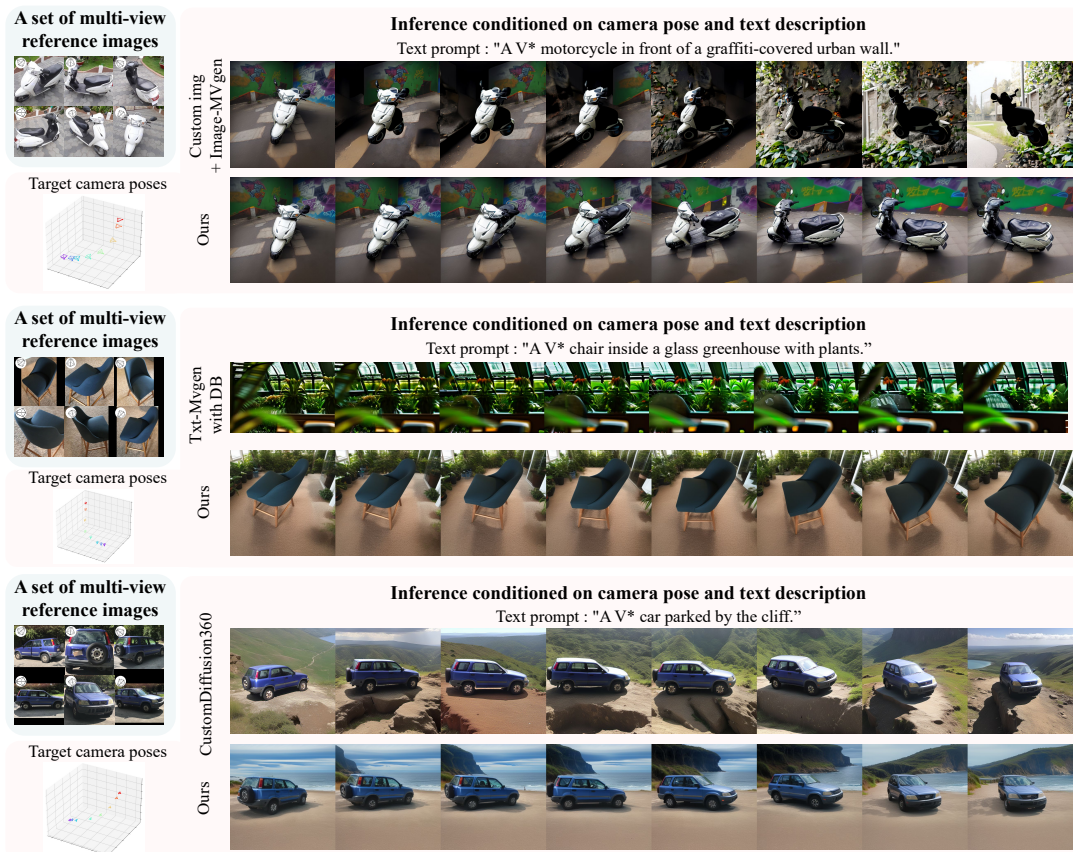 A set of multi-view
reference images
Inference conditioned on camera pose and text description
Text prompt : "A V* motorcycle in front of a graffiti-covered urban wall."
Custom img
+ Image-MV gen
Target camera poses
Ours
A set of multi-view
reference images
Inference conditioned on camera pose and text description
Text prompt : "A V* chair inside a glass greenhouse with plants.”
Txt-Mvgen
with DB
Target camera poses
Ours
A set of multi-view
reference images
Inference conditioned on camera pose and text description
Text prompt : "A V* car parked by the cliff.”
CustomDiffusion360
Target camera poses
Ours